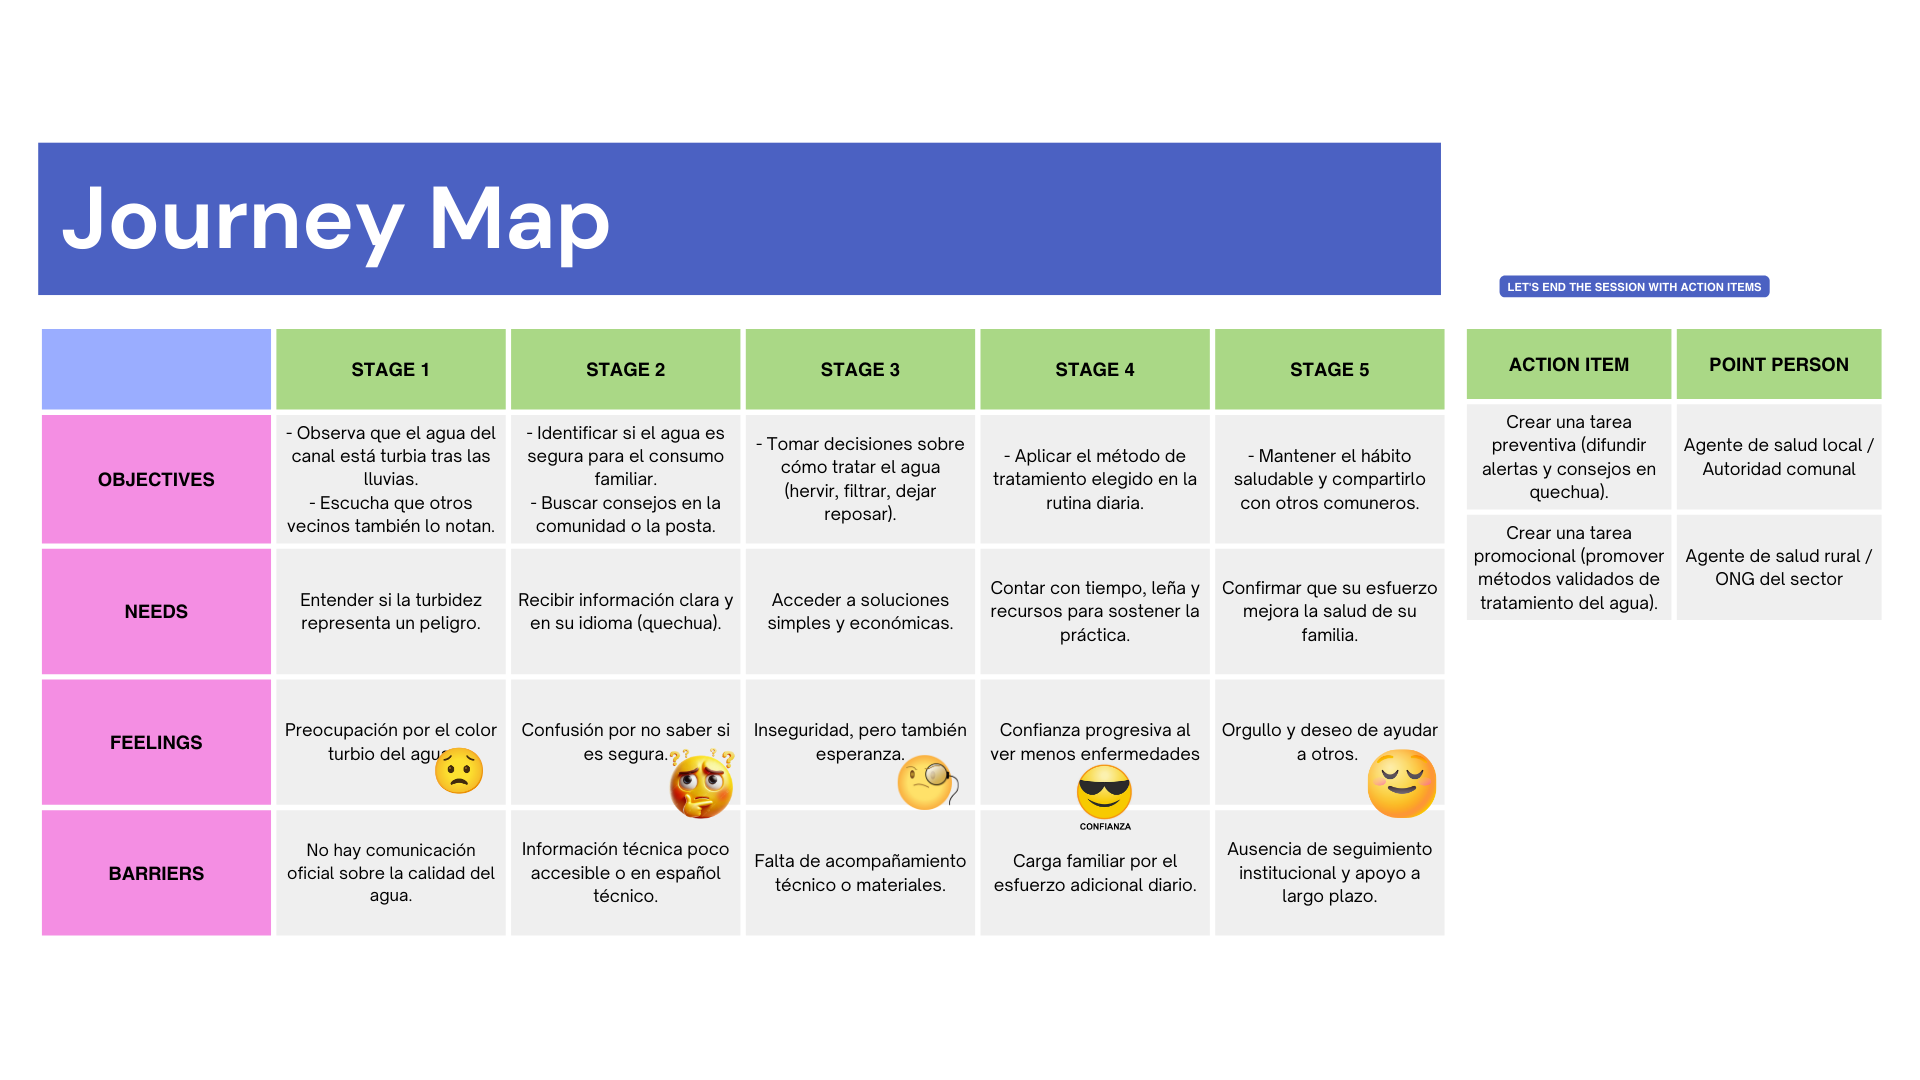 Journey Map
LET'S END THE SESSION WITH ACTION ITEMS
STAGE 1
STAGE 2
STAGE 3
STAGE 4
STAGE 5
OBJECTIVES
- Observa que el agua del
canal está turbia tras las
lluvias.
- Escucha que otros
vecinos también lo notan.
- Identificar si el agua es
segura para el consumo
familiar.
- Buscar consejos en la
comunidad o la posta.
- Tomar decisiones sobre
cómo tratar el agua
(hervir, filtrar, dejar
reposar).
- Aplicar el método de
tratamiento elegido en la
rutina diaria.
- Mantener el hábito
saludable y compartirlo
con otros comuneros.
NEEDS
Entender si la turbidez
representa un peligro.
Recibir información clara y
en su idioma (quechua).
Acceder a soluciones
simples y económicas.
Contar con tiempo, leña y
recursos para sostener la
práctica.
Confirmar que su esfuerzo
mejora la salud de su
familia.
FEELINGS
Preocupación por el color
turbio del agua
Confusión por no saber si
es segura.
Inseguridad, pero también
esperanza.
Confianza progresiva al
ver menos enfermedades
CONFIANZA
Orgullo y deseo de ayudar
a otros.
BARRIERS
No hay comunicación
oficial sobre la calidad del
agua.
Información técnica poco
accesible o en español
técnico.
Falta de acompañamiento
técnico o materiales.
Carga familiar por el
esfuerzo adicional diario.
Ausencia de seguimiento
institucional y apoyo a
largo plazo.
ACTION ITEM
POINT PERSON
Crear una tarea
preventiva (difundir
alertas y consejos en
quechua).
Agente de salud local /
Autoridad comunal
Crear una tarea
promocional (promover
métodos validados de
tratamiento del agua).
Agente de salud rural /
ONG del sector